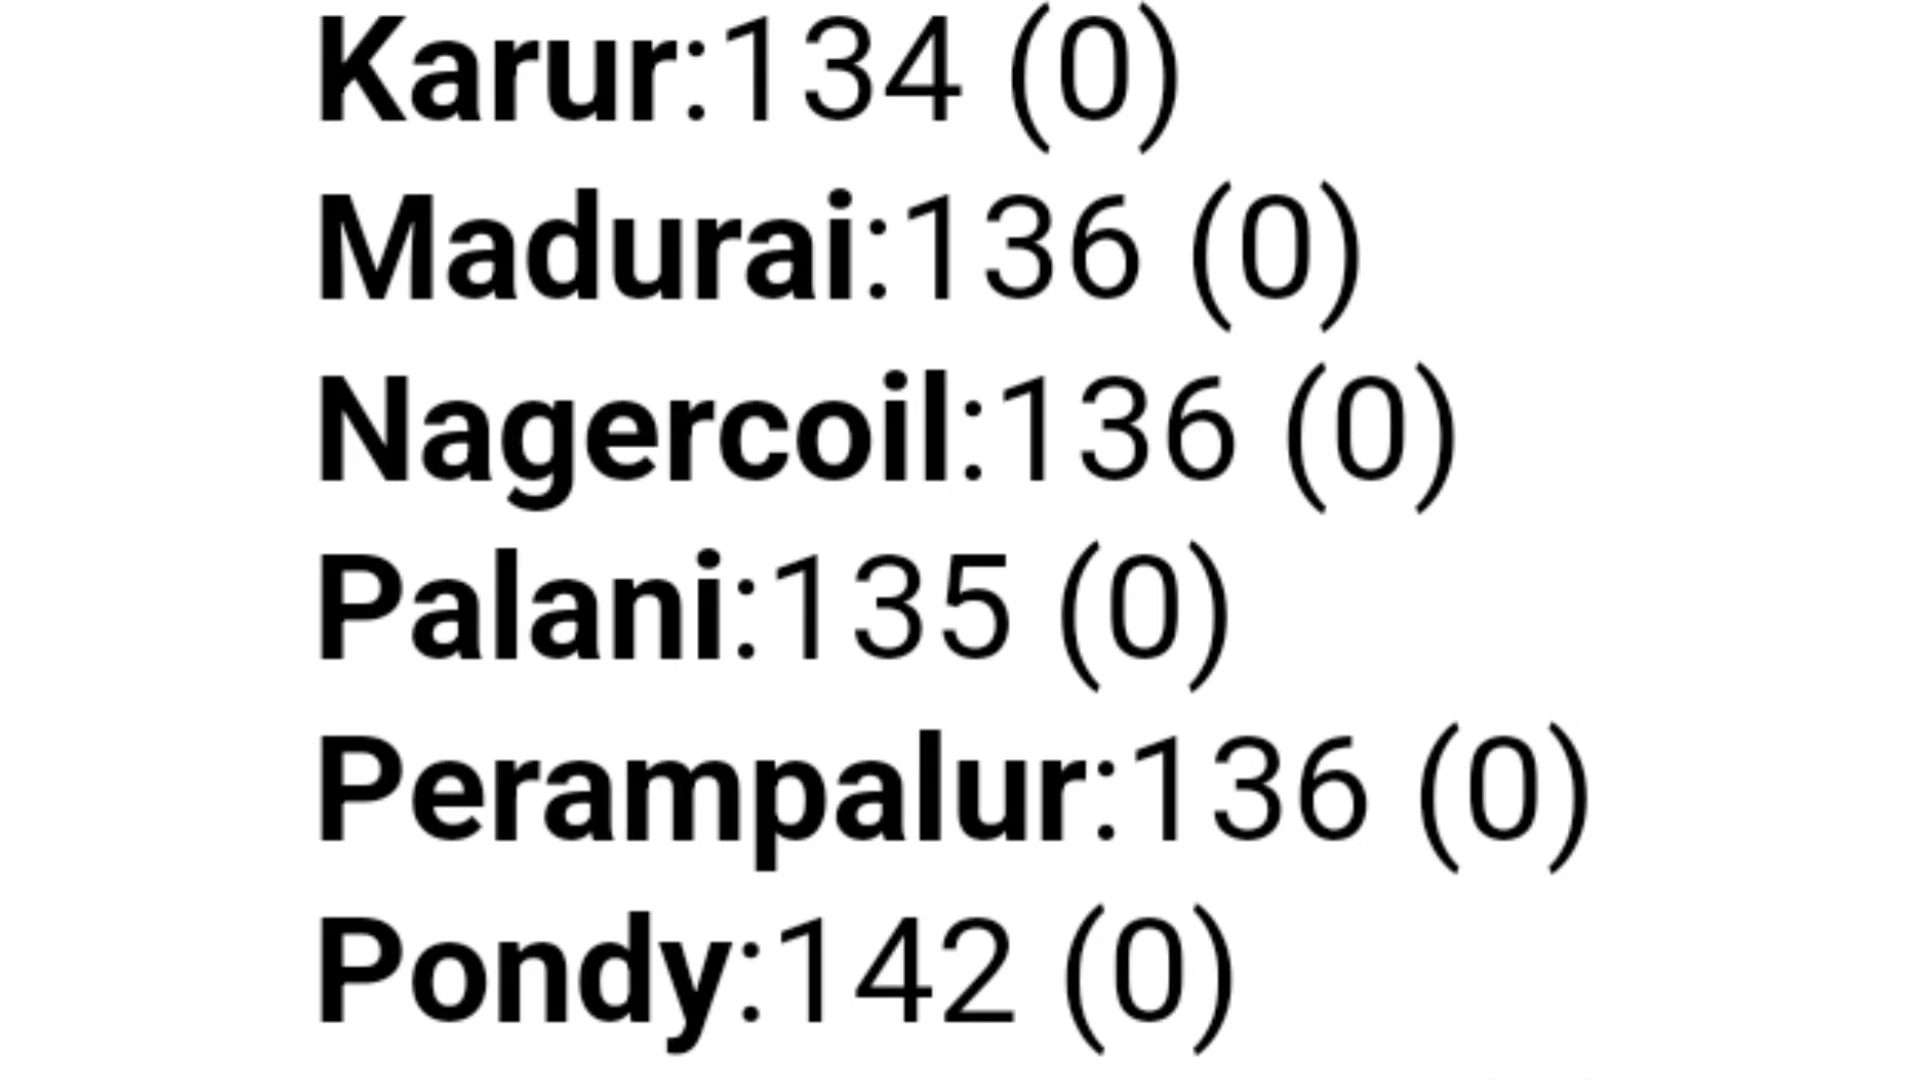 Karur:134 (0)
Madurai:136 (0)
Nagercoil:136 (0)
Palani:135 (0)
Perampalur:136 (0)
Pondy:142 (0)